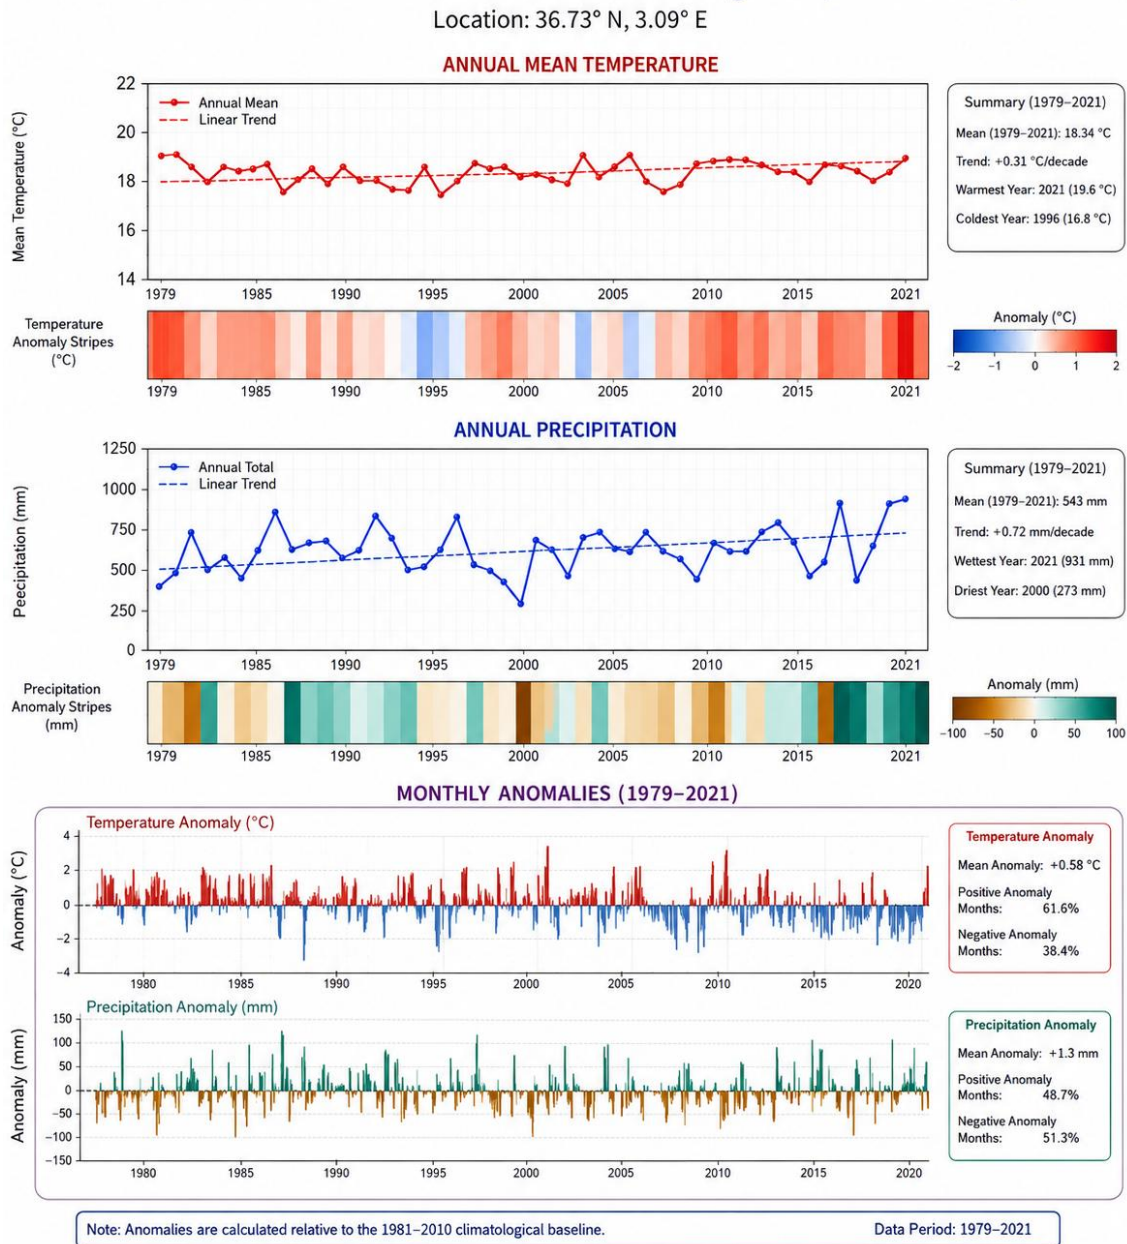 Location: 36.73° N, 3.09° E
ANNUAL MEAN TEMPERATURE
Mean Temperature (°C)
22
20
18
16
14
Annual Mean
Linear Trend
1979 1985 1990 1995 2000 2005 2010 2015 2021
Summary (1979–2021)
Mean (1979–2021): 18.34 °C
Trend: +0.31 °C/decade
Warmest Year: 2021 (19.6 °C)
Coldest Year: 1996 (16.8 °C)
Temperature
Anomaly Stripes
(°C)
1979 1985 1990 1995 2000 2005 2010 2015 2021
Anomaly (°C)
−2 −1 0 1 2
ANNUAL PRECIPITATION
Peecipitation (mm)
1250
1000
750
500
250
0
Annual Total
Linear Trend
1979 1985 1990 1995 2000 2005 2010 2015 2021
Summary (1979–2021)
Mean (1979–2021): 543 mm
Trend: +0.72 mm/decade
Wettest Year: 2021 (931 mm)
Driest Year: 2000 (273 mm)
Precipitation
Anomaly Stripes
(mm)
1979 1985 1990 1995 2000 2005 2010 2015 2021
Anomaly (mm)
−100 −50 0 50 100
MONTHLY ANOMALIES (1979–2021)
Temperature Anomaly (°C)
Anomaly (°C)
4
2
0
−2
−4
1980 1985 1990 1995 2000 2005 2010 2015 2020
Temperature Anomaly
Mean Anomaly: +0.58 °C
Positive Anomaly
Months: 61.6%
Negative Anomaly
Months: 38.4%
Precipitation Anomaly (mm)
Anomaly (mm)
150
100
50
0
−50
−100
−150
1980 1985 1990 1995 2000 2005 2010 2015 2020
Precipitation Anomaly
Mean Anomaly: +1.3 mm
Positive Anomaly
Months: 48.7%
Negative Anomaly
Months: 51.3%
Note: Anomalies are calculated relative to the 1981–2010 climatological baseline.
Data Period: 1979–2021